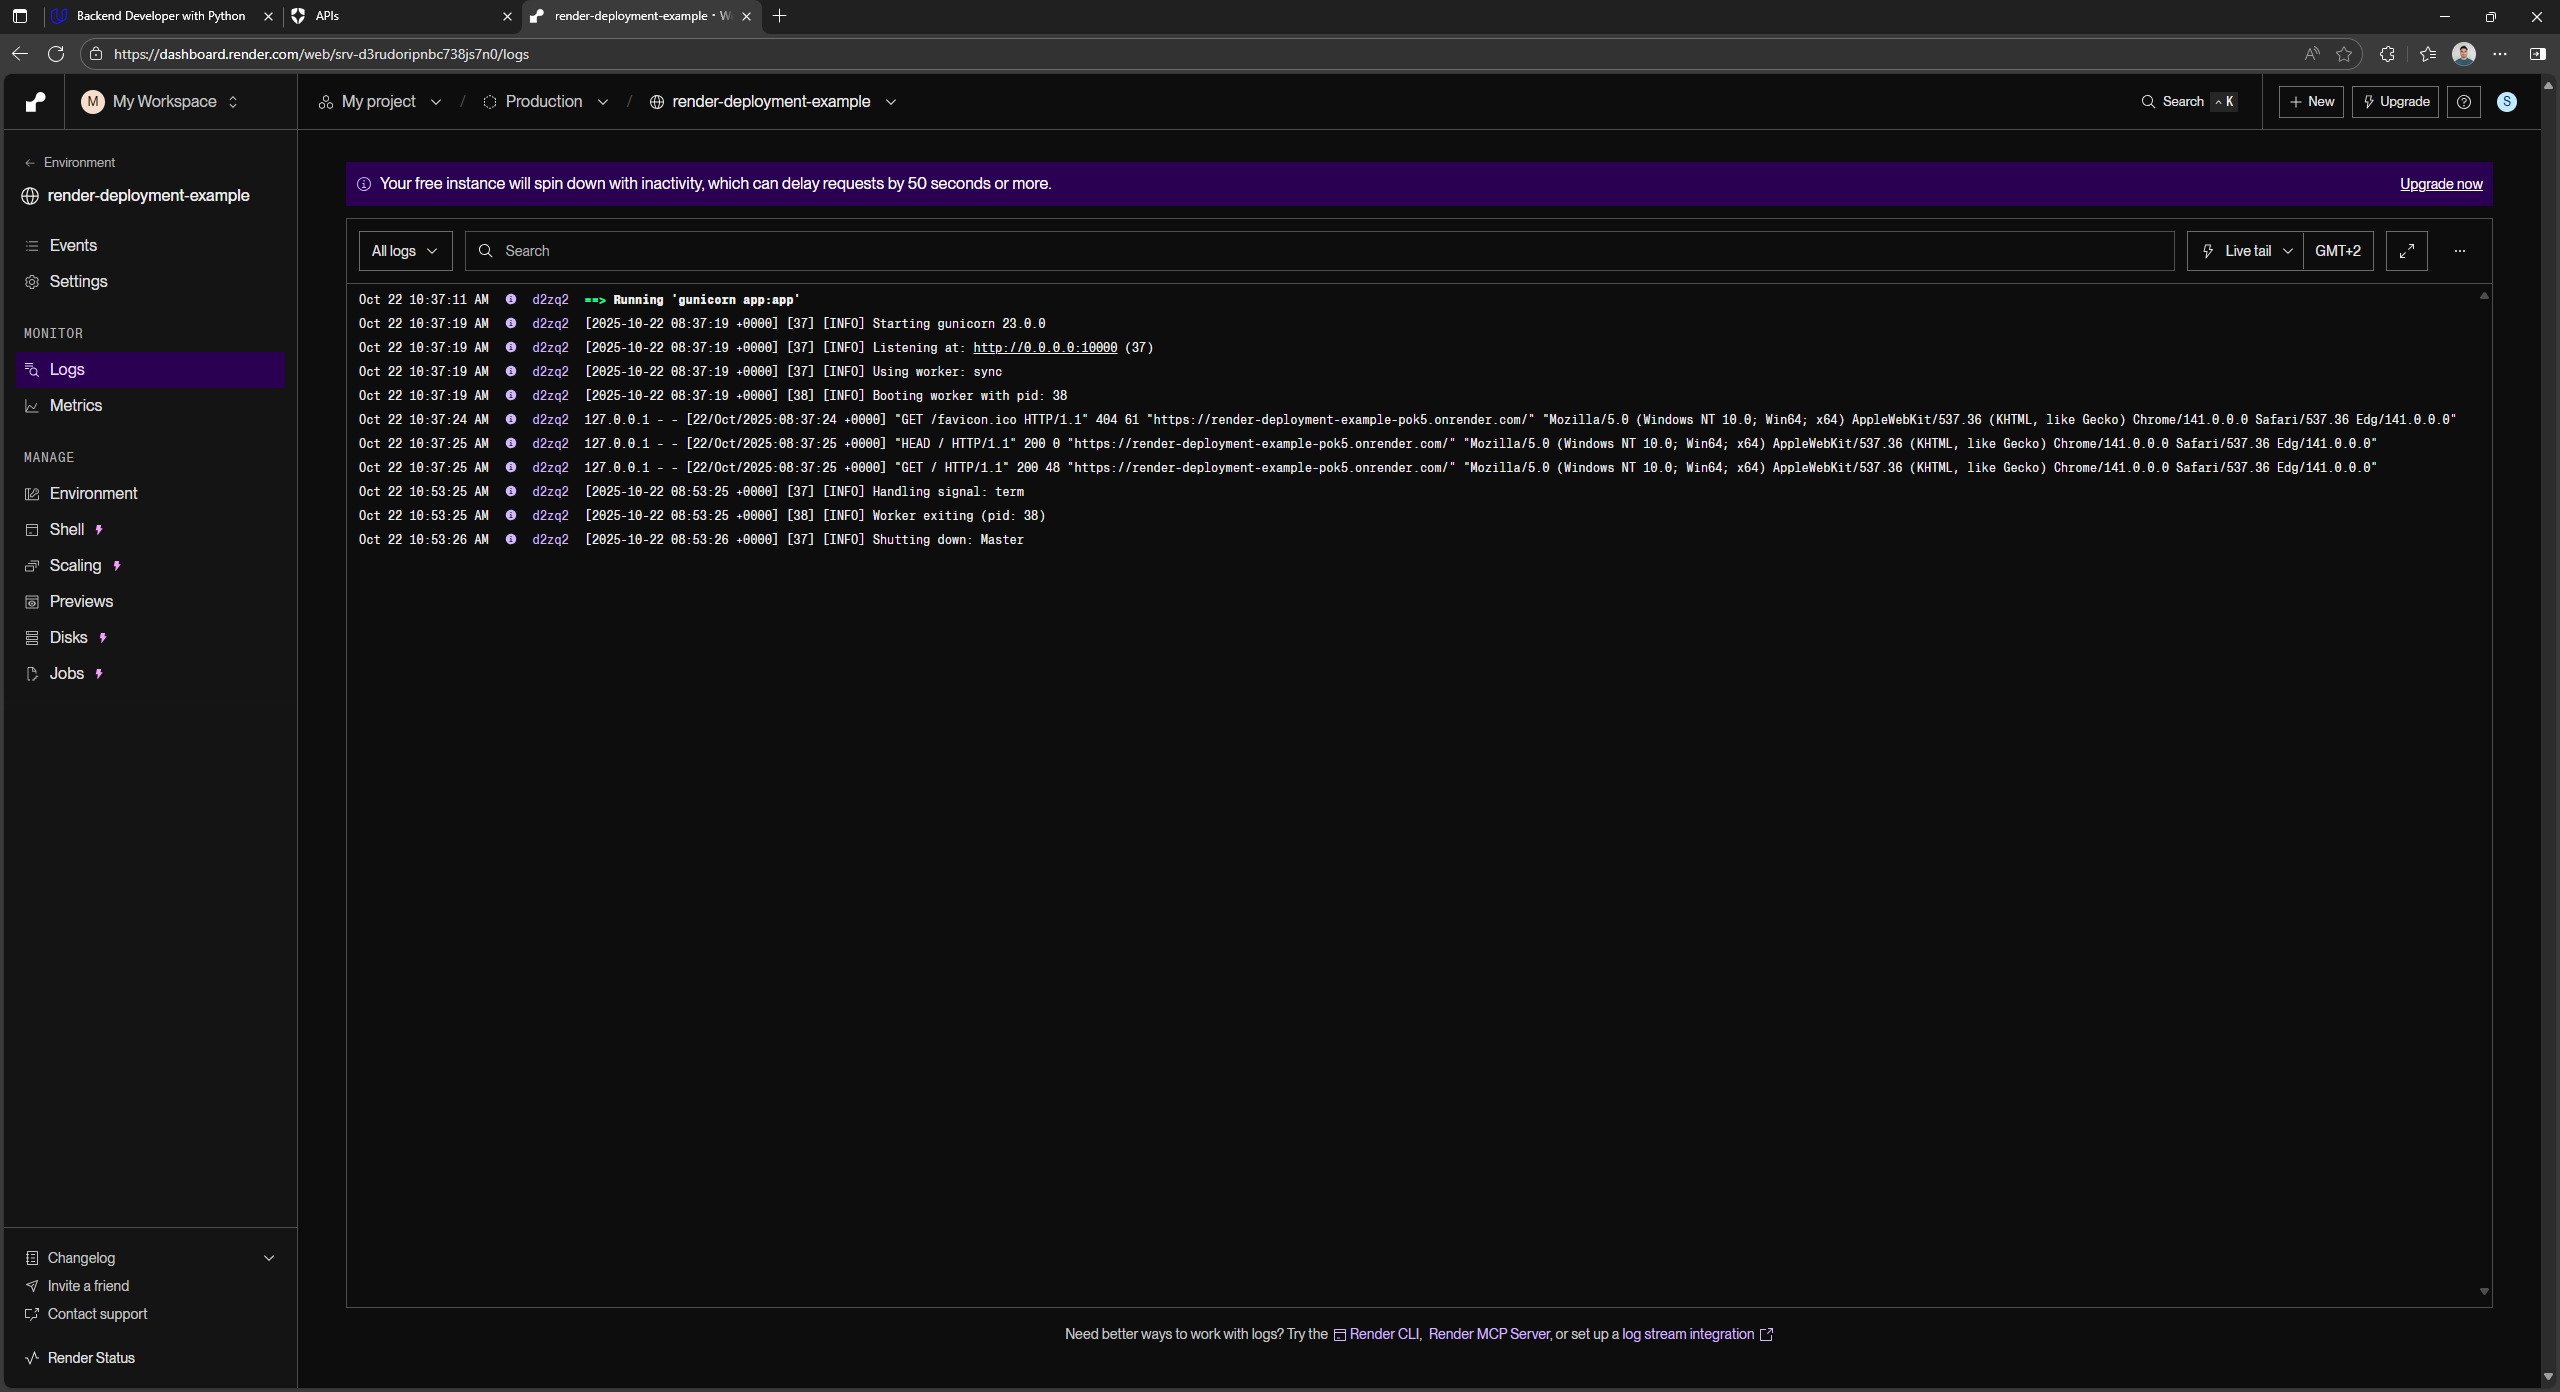 Backend Developer with Python
APIs
render-deployment-example · W
https://dashboard.render.com/web/srv-d3rudoripnbc738js7n0/logs
M My Workspace
My project / Production / render-deployment-example
Search ^ K
+ New
Upgrade
S
← Environment
render-deployment-example
Events
Settings
MONITOR
Logs
Metrics
MANAGE
Environment
Shell
Scaling
Previews
Disks
Jobs
Changelog
Invite a friend
Contact support
Render Status
Your free instance will spin down with inactivity, which can delay requests by 50 seconds or more.
Upgrade now
All logs
Search
Live tail
GMT+2
Oct 22 10:37:11 AM d2zq2 ==> Running 'gunicorn app:app'
Oct 22 10:37:19 AM d2zq2 [2025-10-22 08:37:19 +0000] [37] [INFO] Starting gunicorn 23.0.0
Oct 22 10:37:19 AM d2zq2 [2025-10-22 08:37:19 +0000] [37] [INFO] Listening at: http://0.0.0.0:10000 (37)
Oct 22 10:37:19 AM d2zq2 [2025-10-22 08:37:19 +0000] [37] [INFO] Using worker: sync
Oct 22 10:37:19 AM d2zq2 [2025-10-22 08:37:19 +0000] [38] [INFO] Booting worker with pid: 38
Oct 22 10:37:24 AM d2zq2 127.0.0.1 - - [22/Oct/2025:08:37:24 +0000] "GET /favicon.ico HTTP/1.1" 404 61 "https://render-deployment-example-pok5.onrender.com/" "Mozilla/5.0 (Windows NT 10.0; Win64; x64) AppleWebKit/537.36 (KHTML, like Gecko) Chrome/141.0.0.0 Safari/537.36 Edg/141.0.0.0"
Oct 22 10:37:25 AM d2zq2 127.0.0.1 - - [22/Oct/2025:08:37:25 +0000] "HEAD / HTTP/1.1" 200 0 "https://render-deployment-example-pok5.onrender.com/" "Mozilla/5.0 (Windows NT 10.0; Win64; x64) AppleWebKit/537.36 (KHTML, like Gecko) Chrome/141.0.0.0 Safari/537.36 Edg/141.0.0.0"
Oct 22 10:37:25 AM d2zq2 127.0.0.1 - - [22/Oct/2025:08:37:25 +0000] "GET / HTTP/1.1" 200 48 "https://render-deployment-example-pok5.onrender.com/" "Mozilla/5.0 (Windows NT 10.0; Win64; x64) AppleWebKit/537.36 (KHTML, like Gecko) Chrome/141.0.0.0 Safari/537.36 Edg/141.0.0.0"
Oct 22 10:53:25 AM d2zq2 [2025-10-22 08:53:25 +0000] [37] [INFO] Handling signal: term
Oct 22 10:53:25 AM d2zq2 [2025-10-22 08:53:25 +0000] [38] [INFO] Worker exiting (pid: 38)
Oct 22 10:53:26 AM d2zq2 [2025-10-22 08:53:26 +0000] [37] [INFO] Shutting down: Master
Need better ways to work with logs? Try the Render CLI, Render MCP Server, or set up a log stream integration